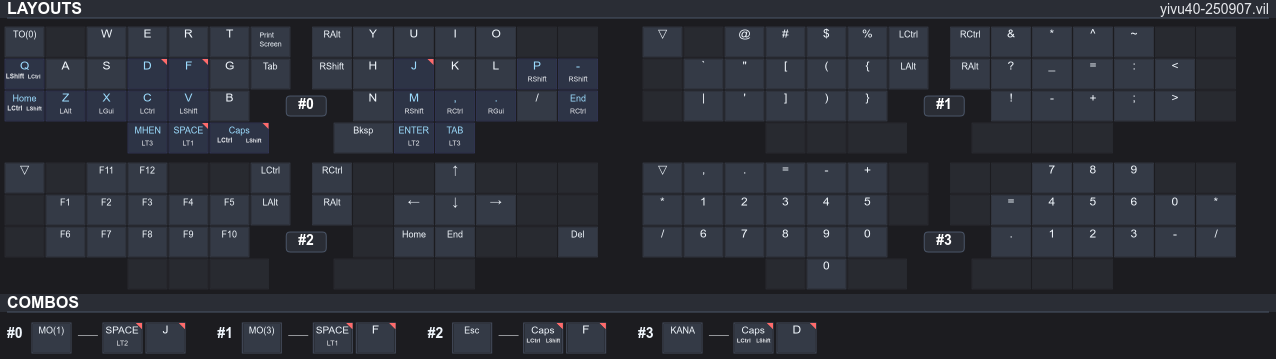 LAYOUTS yivu40-250907.vil
TO(0) W E R T Print Screen RAlt Y U I O
Q LShift LCtrl A S D F G Tab RShift H J K L P RShift - RShift
Home LCtrl LShift Z LAlt X LGui C LCtrl V LShift B #0 N M RShift , RCtrl . RGui / End RCtrl
MHEN LT3 SPACE LT1 Caps LCtrl LShift Bksp ENTER LT2 TAB LT3
▽ @ # $ % LCtrl RCtrl & * ^ ~
` " [ ( { LAlt RAlt ? _ = : <
| ' ] ) } #1 ! - + ; >
▽ F11 F12 LCtrl RCtrl ↑
F1 F2 F3 F4 F5 LAlt RAlt ← ↓ →
F6 F7 F8 F9 F10 #2 Home End Del
▽ , . = - + 7 8 9
* 1 2 3 4 5 = 4 5 6 0 *
/ 6 7 8 9 0 #3 . 1 2 3 - /
0
COMBOS
#0 MO(1) — SPACE LT2 J #1 MO(3) — SPACE LT1 F #2 Esc — Caps LCtrl LShift F #3 KANA — Caps LCtrl LShift D